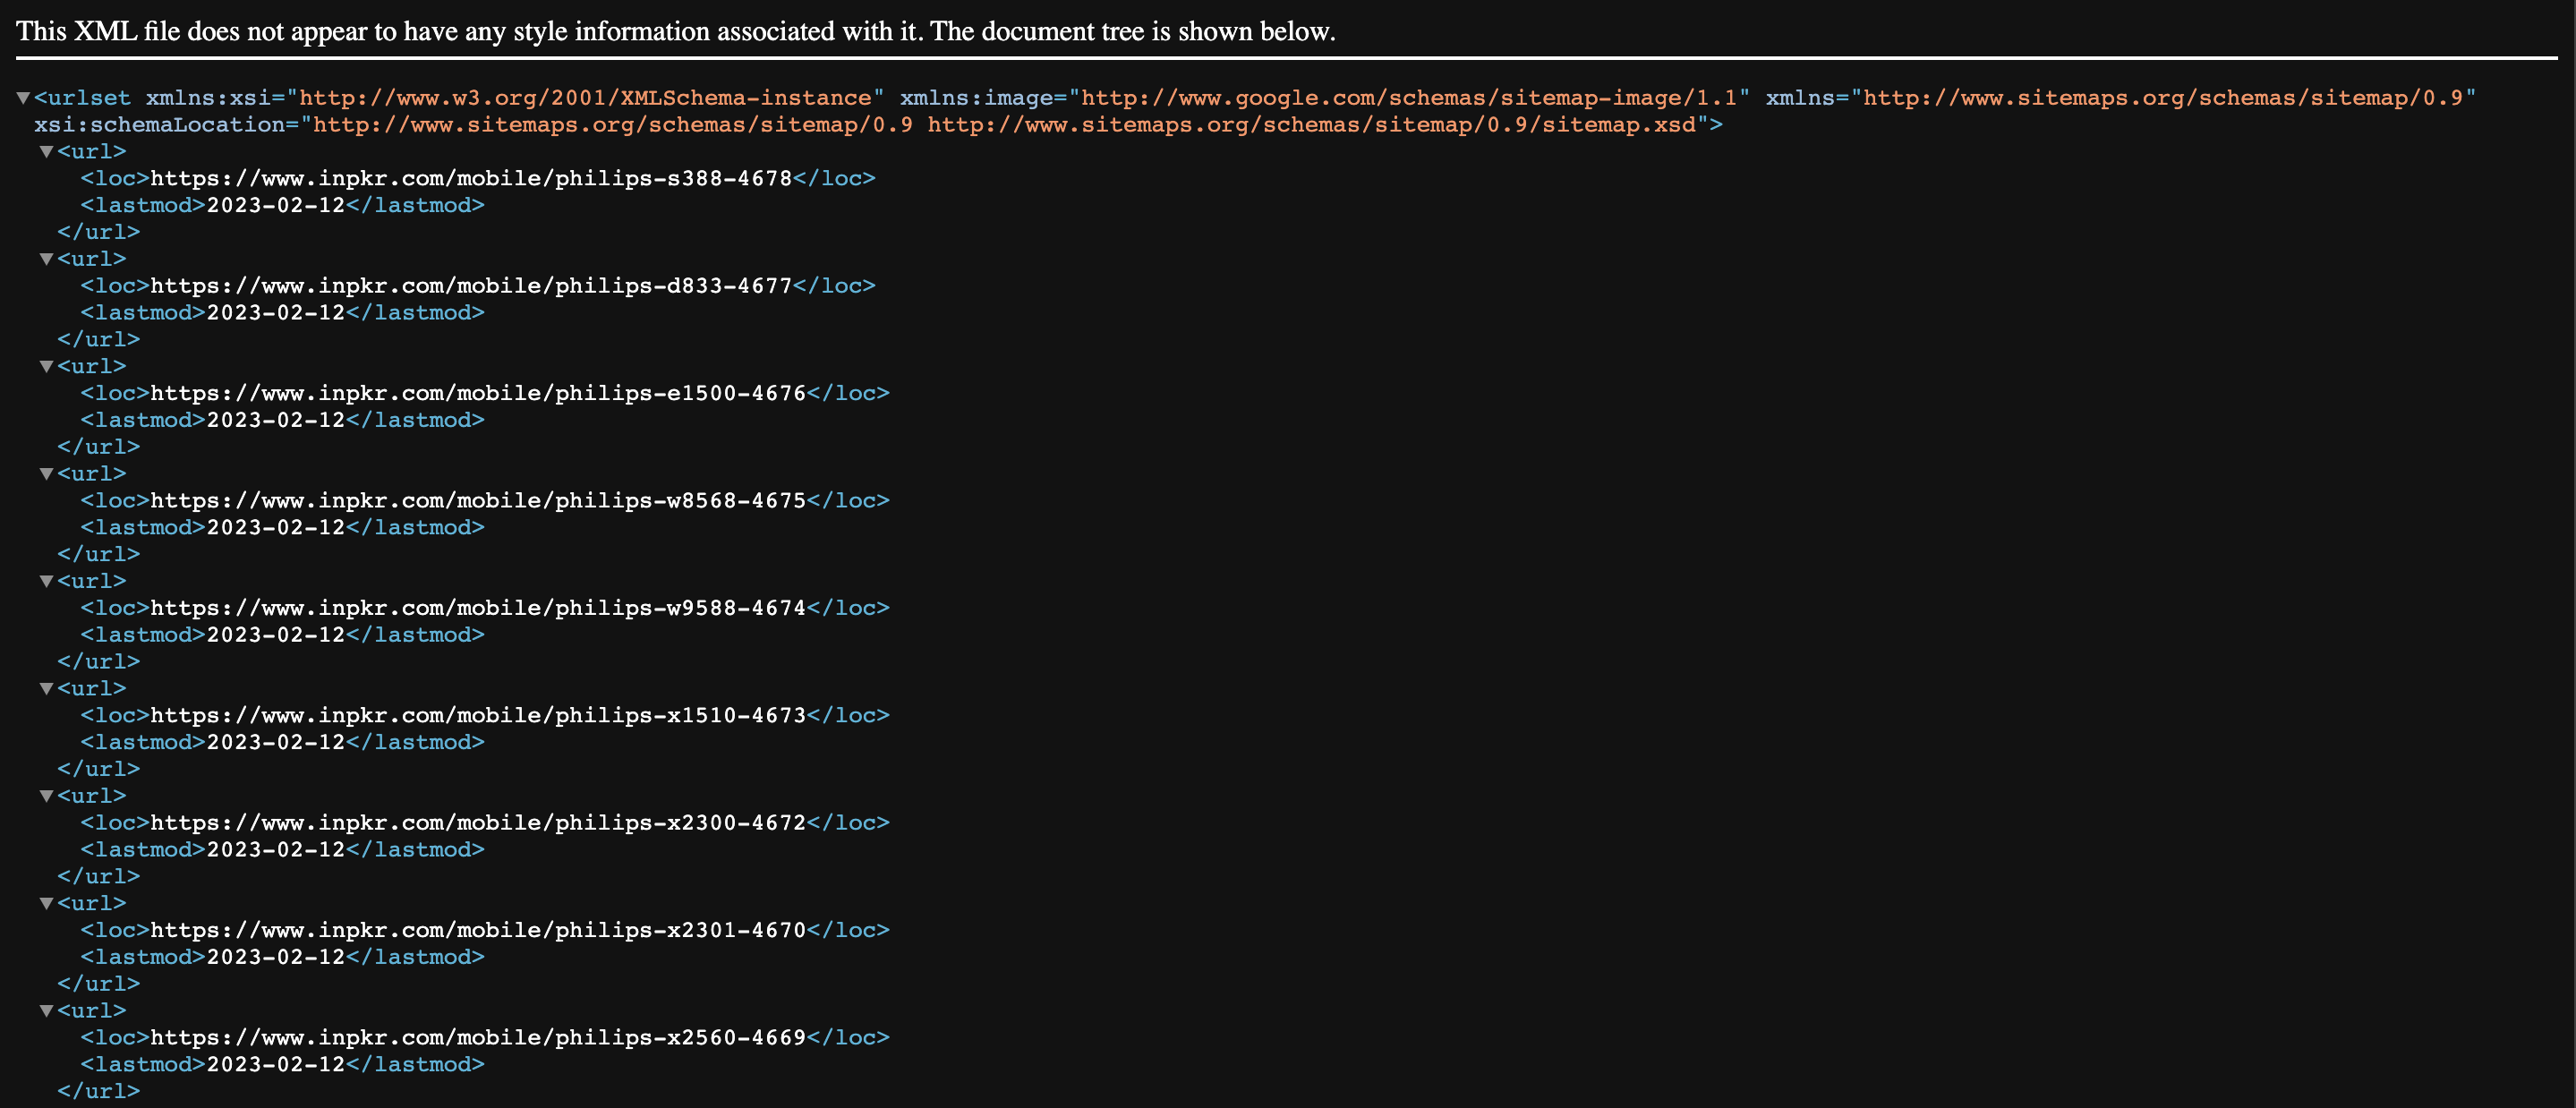 This XML file does not appear to have any style information associated with it. The document tree is shown below.
<urlset xmlns:xsi="http://www.w3.org/2001/XMLSchema-instance" xmlns:image="http://www.google.com/schemas/sitemap-image/1.1" xmlns="http://www.sitemaps.org/schemas/sitemap/0.9"
xsi:schemaLocation="http://www.sitemaps.org/schemas/sitemap/0.9 http://www.sitemaps.org/schemas/sitemap/0.9/sitemap.xsd">
<url>
<loc>https://www.inpkr.com/mobile/philips-s388-4678</loc>
<lastmod>2023-02-12</lastmod>
</url>
<url>
<loc>https://www.inpkr.com/mobile/philips-d833-4677</loc>
<lastmod>2023-02-12</lastmod>
</url>
<url>
<loc>https://www.inpkr.com/mobile/philips-e1500-4676</loc>
<lastmod>2023-02-12</lastmod>
</url>
<url>
<loc>https://www.inpkr.com/mobile/philips-w8568-4675</loc>
<lastmod>2023-02-12</lastmod>
</url>
<url>
<loc>https://www.inpkr.com/mobile/philips-w9588-4674</loc>
<lastmod>2023-02-12</lastmod>
</url>
<url>
<loc>https://www.inpkr.com/mobile/philips-x1510-4673</loc>
<lastmod>2023-02-12</lastmod>
</url>
<url>
<loc>https://www.inpkr.com/mobile/philips-x2300-4672</loc>
<lastmod>2023-02-12</lastmod>
</url>
<url>
<loc>https://www.inpkr.com/mobile/philips-x2301-4670</loc>
<lastmod>2023-02-12</lastmod>
</url>
<url>
<loc>https://www.inpkr.com/mobile/philips-x2560-4669</loc>
<lastmod>2023-02-12</lastmod>
</url>